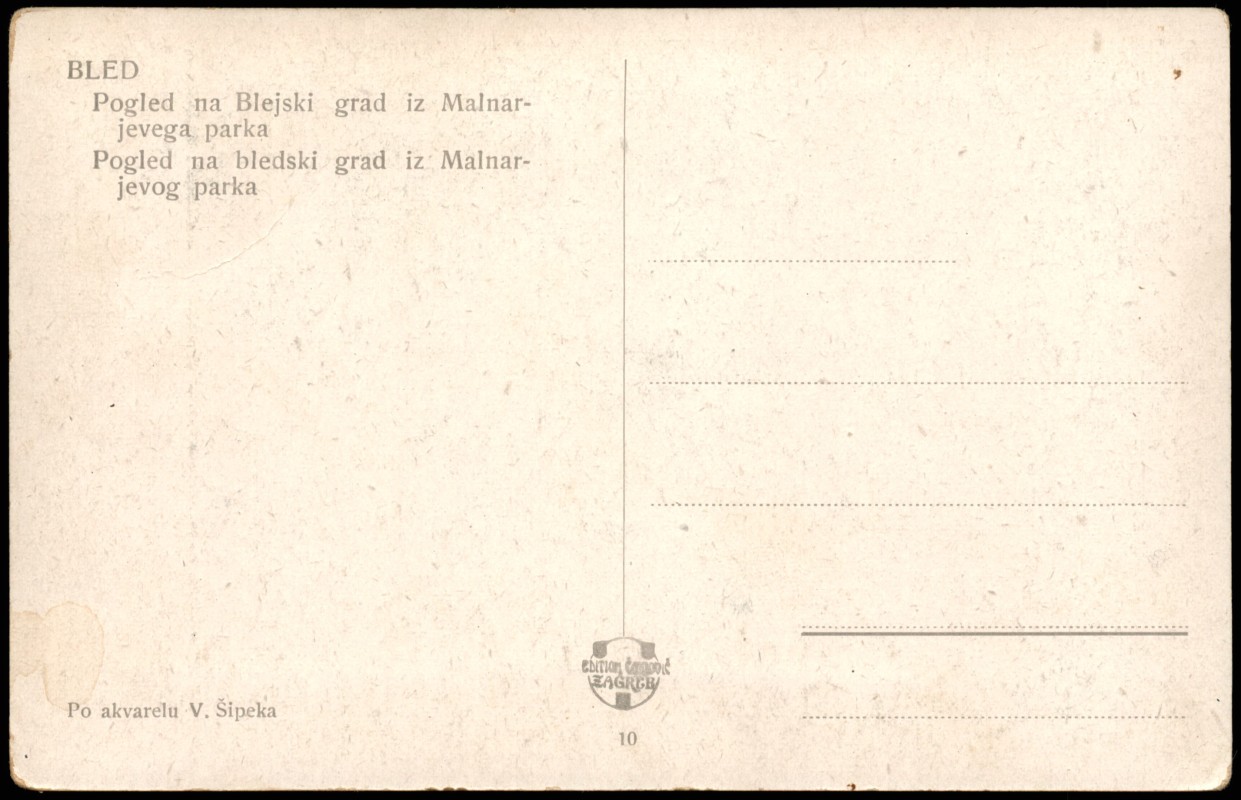 BLED
Pogled na Blejski grad iz Malnar-
jevega parka
Pogled na bledski grad iz Malnar-
jevog parka
Po akvarelu V. Šipeka
EDITION
ZAGREB
10